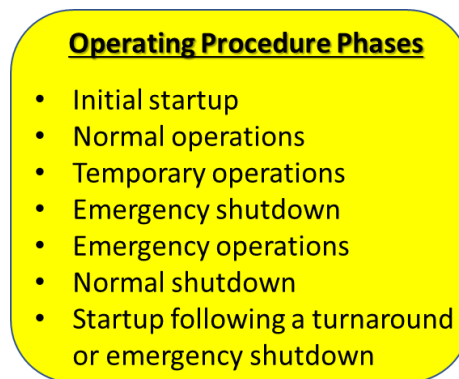 Operating Procedure Phases
• Initial startup
• Normal operations
• Temporary operations
• Emergency shutdown
• Emergency operations
• Normal shutdown
• Startup following a turnaround
or emergency shutdown